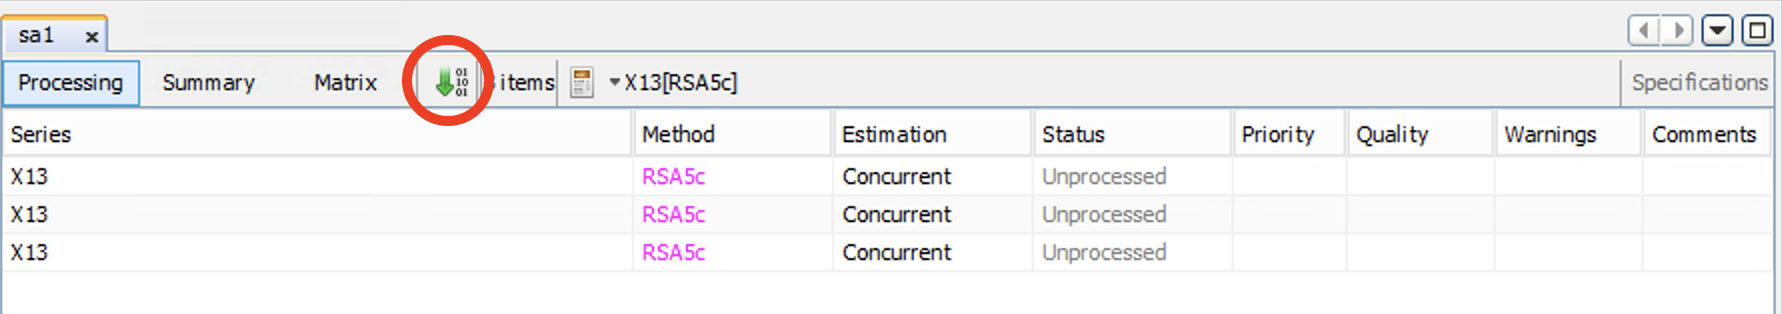 sa1
Processing Summary Matrix items X13[RSA5c] Specifications
Series Method Estimation Status Priority Quality Warnings Comments
X13 RSA5c Concurrent Unprocessed
X13 RSA5c Concurrent Unprocessed
X13 RSA5c Concurrent Unprocessed